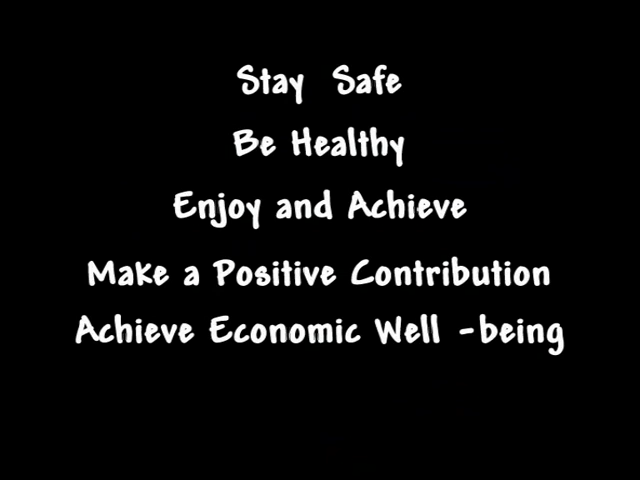 Stay Safe
Be Healthy
Enjoy and Achieve
Make a Positive Contribution
Achieve Economic Well -being